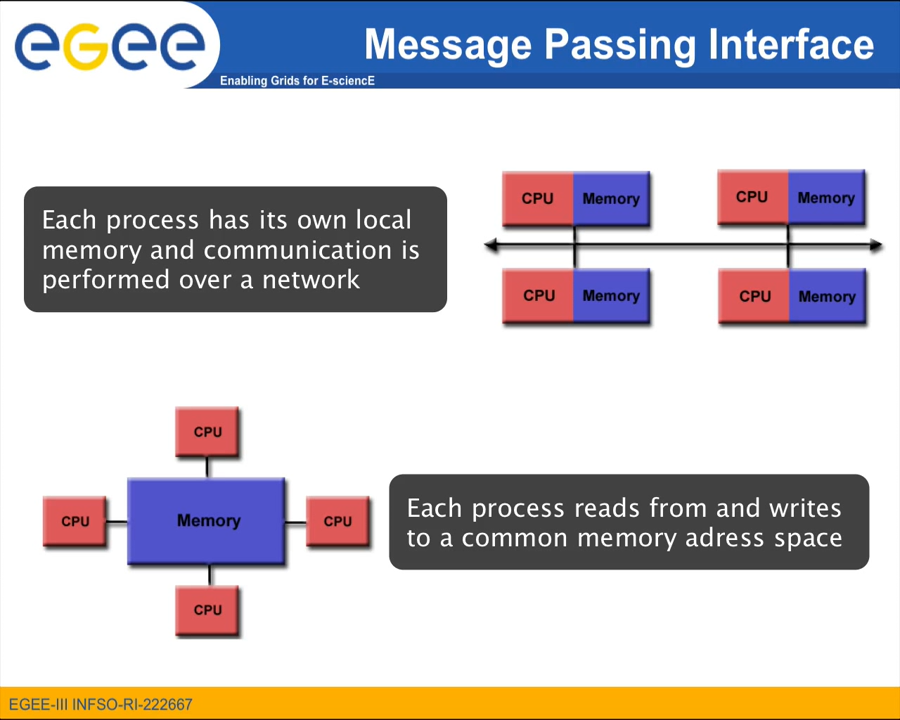 egee
Message Passing Interface
Enabling Grids for E-sciencE
Each process has its own local
memory and communication is
performed over a network
CPU Memory
CPU Memory
CPU Memory
CPU Memory
CPU
CPU
Memory
CPU
CPU
Each process reads from and writes
to a common memory adress space
EGEE-III INFSO-RI-222667